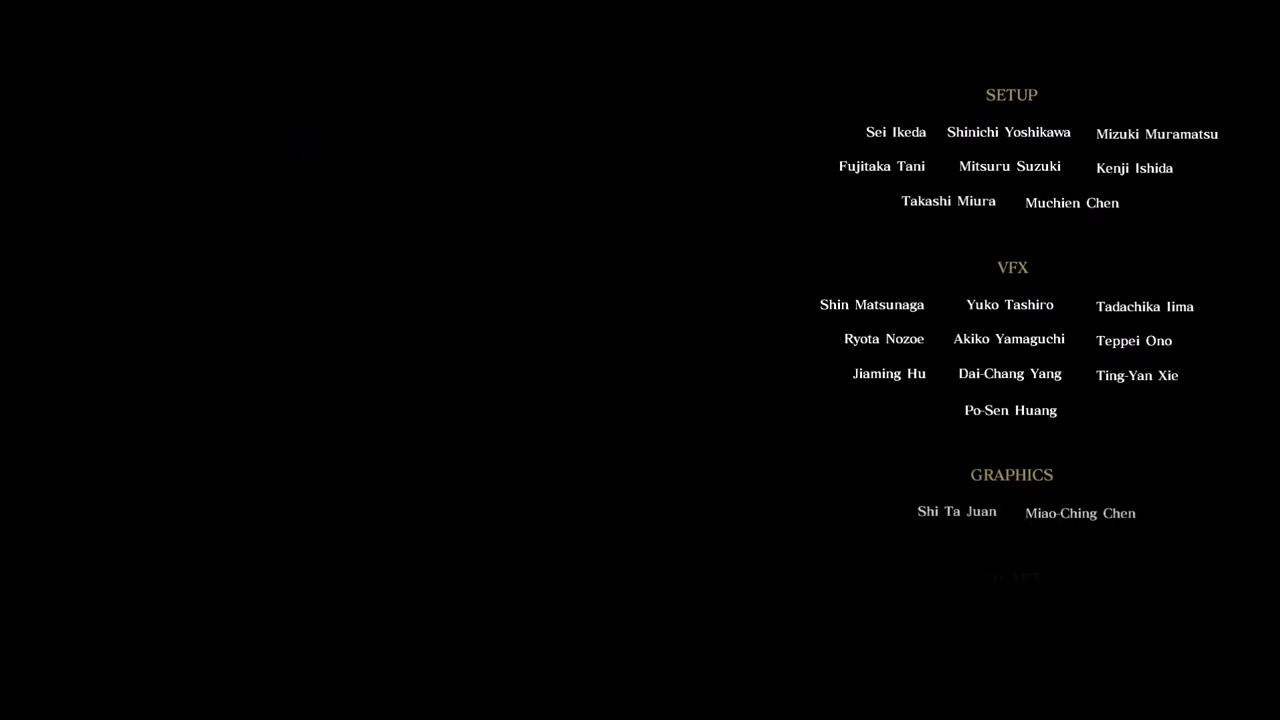 SETUP
Sei Ikeda Shinichi Yoshikawa Mizuki Muramatsu
Fujitaka Tani Mitsuru Suzuki Kenji Ishida
Takashi Miura Muchien Chen
VFX
Shin Matsunaga Yuko Tashiro Tadachika Iima
Ryota Nozoe Akiko Yamaguchi Teppei Ono
Jiaming Hu Dai-Chang Yang Ting-Yan Xie
Po-Sen Huang
GRAPHICS
Shi Ta Juan Miao-Ching Chen